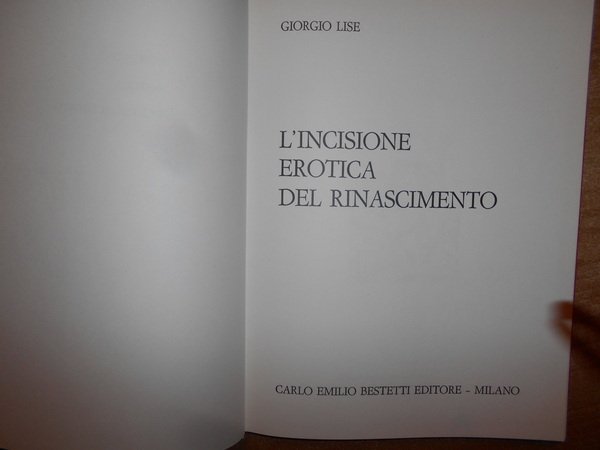 GIORGIO LISE
L'INCISIONE
EROTICA
DEL RINASCIMENTO
CARLO EMILIO BESTETTI EDITORE - MILANO